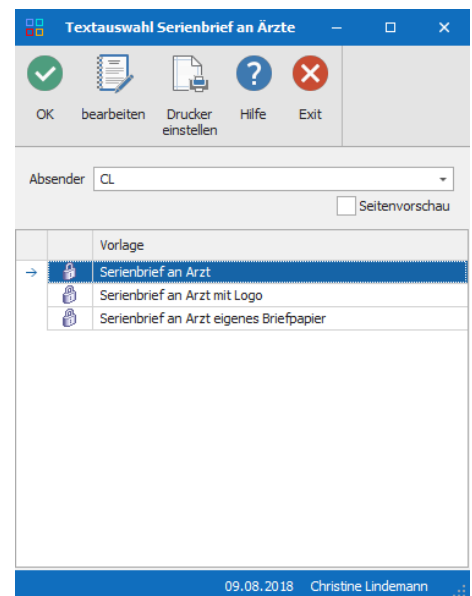 Textauswahl Serienbrief an Ärzte
OK bearbeiten Drucker einstellen Hilfe Exit
Absender CL
Seitenvorschau
Vorlage
Serienbrief an Arzt
Serienbrief an Arzt mit Logo
Serienbrief an Arzt eigenes Briefpapier
09.08.2018 Christine Lindemann